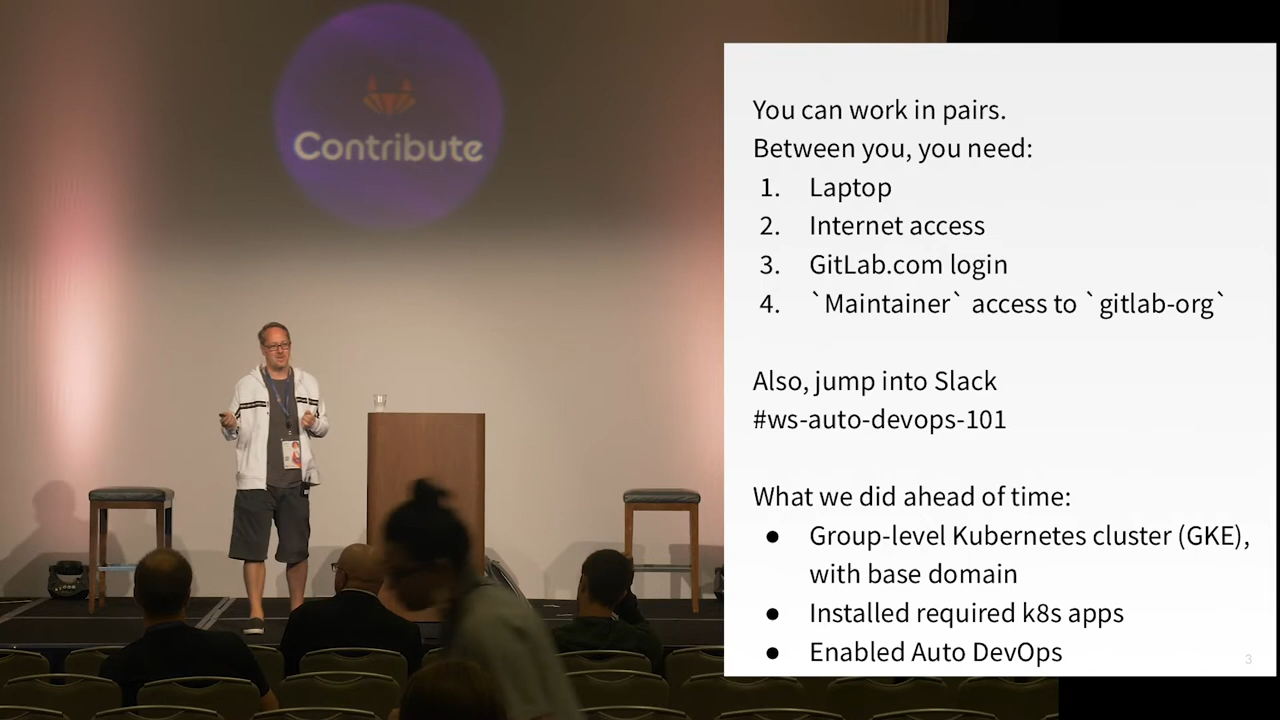 Contribute
You can work in pairs.
Between you, you need:
1. Laptop
2. Internet access
3. GitLab.com login
4. `Maintainer` access to `gitlab-org`
Also, jump into Slack
#ws-auto-devops-101
What we did ahead of time:
● Group-level Kubernetes cluster (GKE),
with base domain
● Installed required k8s apps
● Enabled Auto DevOps
3